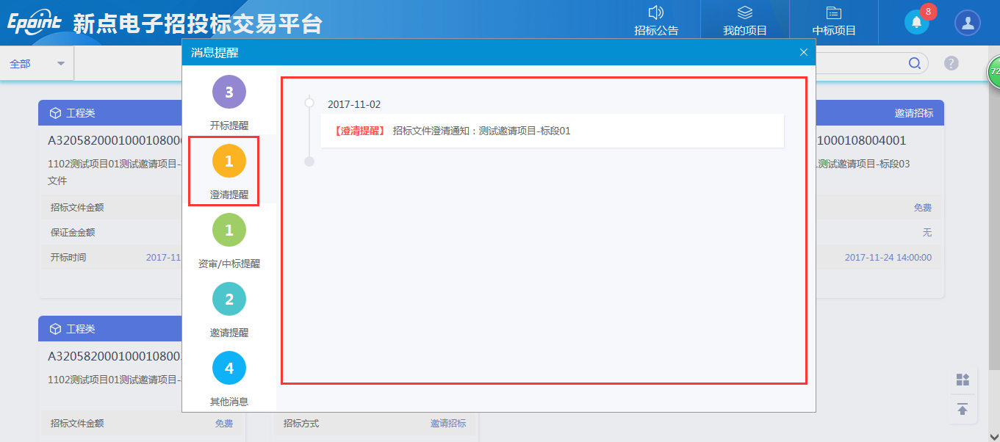 Epoint 新点电子招投标交易平台
招标公告
我的项目
中标项目
8
全部
消息提醒
72
3
开标提醒
1
澄清提醒
1
资审/中标提醒
2
邀请提醒
4
其他消息
2017-11-02
【澄清提醒】 招标文件澄清通知：测试邀请项目-标段01
工程类
A320582000100010800
1102测试项目01测试邀请项目-
文件
招标文件金额
保证金金额
开标时间 2017-11
邀请招标
1000108004001
测试邀请项目-标段03
免费
无
2017-11-24 14:00:00
工程类
A320582000100010800
1102测试项目01测试邀请项目-
招标文件金额 免费
招标方式 邀请招标